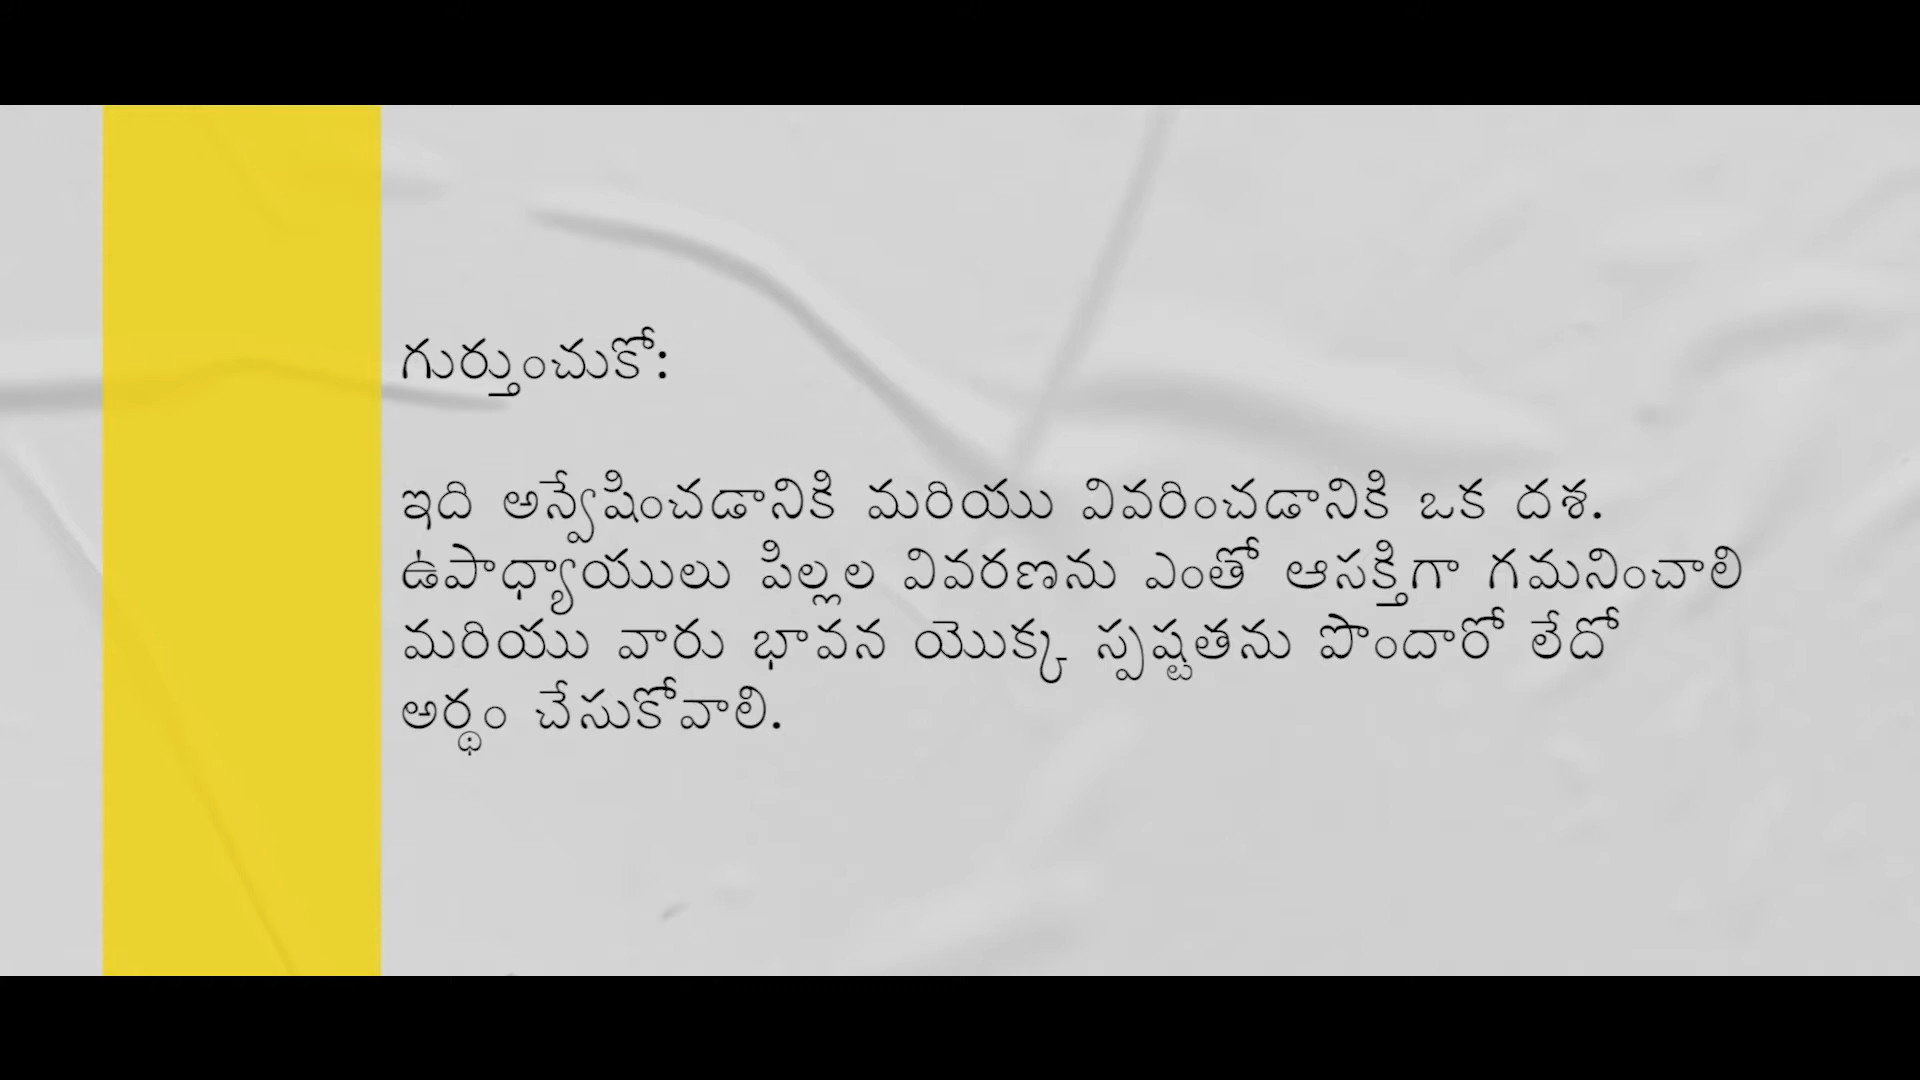 గుర్తుంచుకో:
ఇది అన్వేషించడానికి మరియు వివరించడానికి ఒక దశ.
ఉపాధ్యాయులు పిల్లల వివరణను ఎంతో ఆసక్తిగా గమనించాలి
మరియు వారు భావన యొక్క స్పష్టతను పొందారో లేదో
అర్థం చేసుకోవాలి.